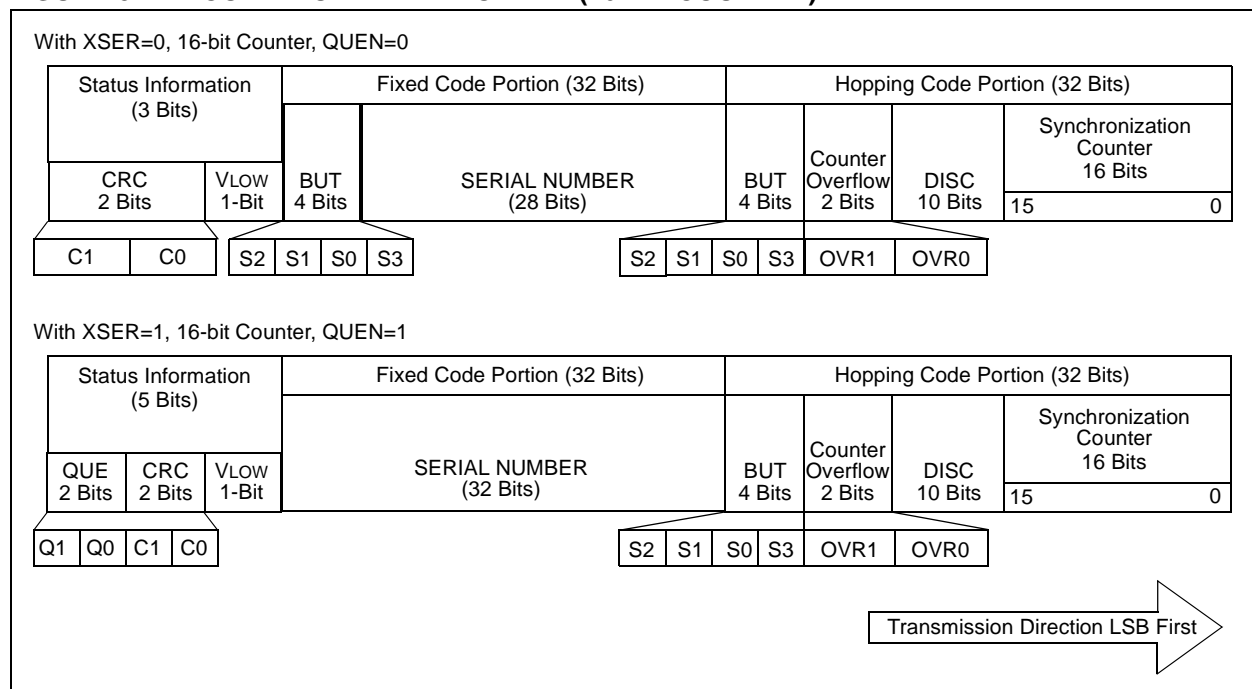 With XSER=0, 16-bit Counter, QUEN=0
Status Information
(3 Bits)
Fixed Code Portion (32 Bits)
Hopping Code Portion (32 Bits)
CRC
2 Bits
VLOW
1-Bit
BUT
4 Bits
SERIAL NUMBER
(28 Bits)
BUT
4 Bits
Counter
Overflow
2 Bits
DISC
10 Bits
Synchronization
Counter
16 Bits
15 0
C1 C0 S2 S1 S0 S3 S2 S1 S0 S3 OVR1 OVR0
With XSER=1, 16-bit Counter, QUEN=1
Status Information
(5 Bits)
Fixed Code Portion (32 Bits)
Hopping Code Portion (32 Bits)
QUE
2 Bits
CRC
2 Bits
VLOW
1-Bit
SERIAL NUMBER
(32 Bits)
BUT
4 Bits
Counter
Overflow
2 Bits
DISC
10 Bits
Synchronization
Counter
16 Bits
15 0
Q1 Q0 C1 C0 S2 S1 S0 S3 OVR1 OVR0
Transmission Direction LSB First